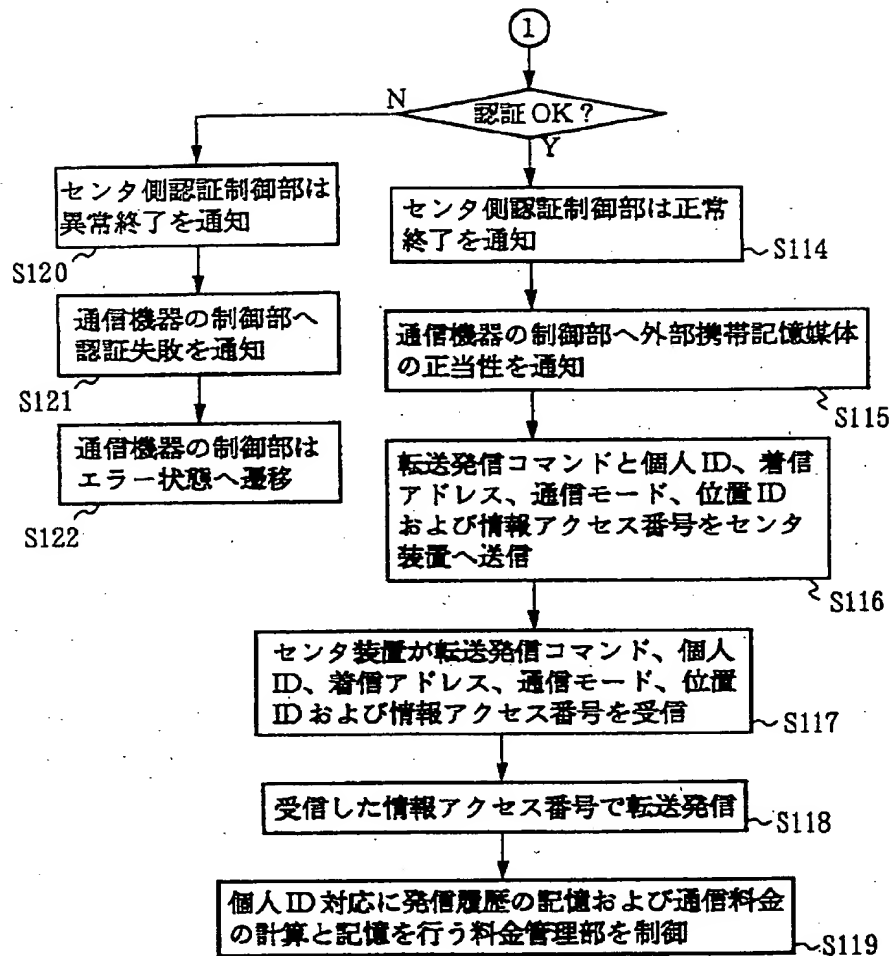 1
認証OK?
N
Y
センタ側認証制御部は
異常終了を通知
S120
通信機器の制御部へ
認証失敗を通知
S121
通信機器の制御部は
エラー状態へ遷移
S122
センタ側認証制御部は正常
終了を通知
S114
通信機器の制御部へ外部携帯記憶媒体
の正当性を通知
S115
転送発信コマンドと個人ID、着信
アドレス、通信モード、位置ID
および情報アクセス番号をセンタ
装置へ送信
S116
センタ装置が転送発信コマンド、個人
ID、着信アドレス、通信モード、位置
IDおよび情報アクセス番号を受信
S117
受信した情報アクセス番号で転送発信
S118
個人ID対応に発信履歴の記憶および通信料金
の計算と記憶を行う料金管理部を制御
S119